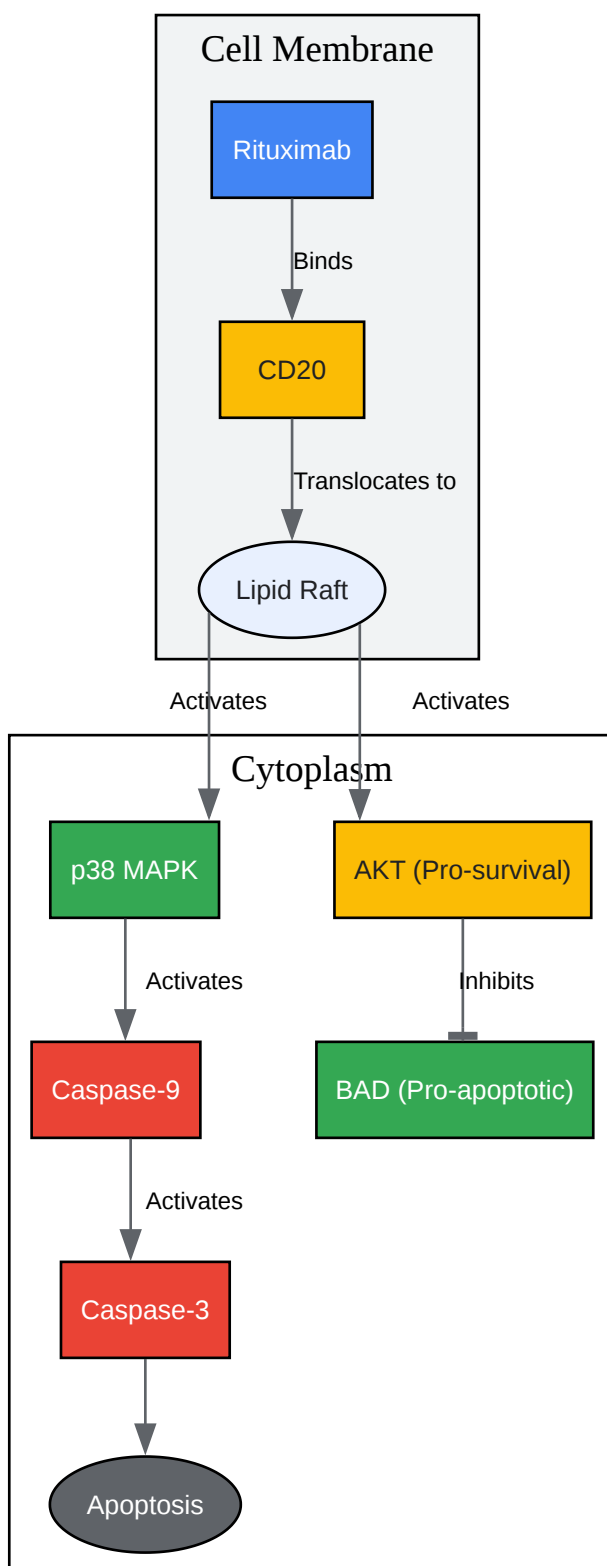 Cell Membrane
Rituximab
Binds
CD20
Translocates to
Lipid Raft
Activates
Activates
Cytoplasm
p38 MAPK
AKT (Pro-survival)
Activates
Inhibits
Caspase-9
BAD (Pro-apoptotic)
Activates
Caspase-3
Apoptosis